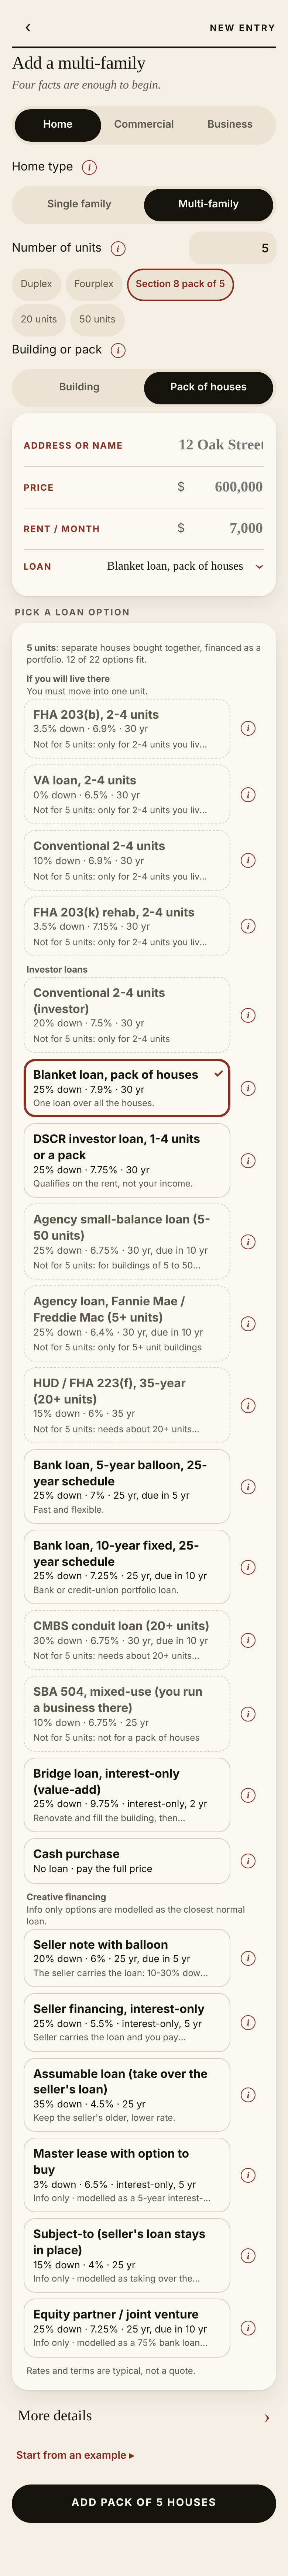 ‹ NEW ENTRY
Add a multi-family
Four facts are enough to begin.
Home Commercial Business
Home type i
Single family Multi-family
Number of units i 5
Duplex Fourplex Section 8 pack of 5
20 units 50 units
Building or pack i
Building Pack of houses
ADDRESS OR NAME 12 Oak Street
PRICE $ 600,000
RENT / MONTH $ 7,000
LOAN Blanket loan, pack of houses
PICK A LOAN OPTION
5 units: separate houses bought together, financed as a
portfolio. 12 of 22 options fit.
If you will live there
You must move into one unit.
FHA 203(b), 2-4 units
3.5% down · 6.9% · 30 yr
Not for 5 units: only for 2-4 units you liv...
i
VA loan, 2-4 units
0% down · 6.5% · 30 yr
Not for 5 units: only for 2-4 units you liv...
i
Conventional 2-4 units
10% down · 6.9% · 30 yr
Not for 5 units: only for 2-4 units you liv...
i
FHA 203(k) rehab, 2-4 units
3.5% down · 7.15% · 30 yr
Not for 5 units: only for 2-4 units you liv...
i
Investor loans
Conventional 2-4 units
(investor)
20% down · 7.5% · 30 yr
Not for 5 units: only for 2-4 units
i
Blanket loan, pack of houses ✓
25% down · 7.9% · 30 yr
One loan over all the houses.
i
DSCR investor loan, 1-4 units
or a pack
25% down · 7.75% · 30 yr
Qualifies on the rent, not your income.
i
Agency small-balance loan (5-
50 units)
25% down · 6.75% · 30 yr, due in 10 yr
Not for 5 units: for buildings of 5 to 50...
i
Agency loan, Fannie Mae /
Freddie Mac (5+ units)
25% down · 6.4% · 30 yr, due in 10 yr
Not for 5 units: only for 5+ unit buildings
i
HUD / FHA 223(f), 35-year
(20+ units)
15% down · 6% · 35 yr
Not for 5 units: needs about 20+ units...
i
Bank loan, 5-year balloon, 25-
year schedule
25% down · 7% · 25 yr, due in 5 yr
Fast and flexible.
i
Bank loan, 10-year fixed, 25-
year schedule
25% down · 7.25% · 25 yr, due in 10 yr
Bank or credit-union portfolio loan.
i
CMBS conduit loan (20+ units)
30% down · 6.75% · 30 yr, due in 10 yr
Not for 5 units: needs about 20+ units...
i
SBA 504, mixed-use (you run
a business there)
10% down · 6.75% · 25 yr
Not for 5 units: not for a pack of houses
i
Bridge loan, interest-only
(value-add)
25% down · 9.75% · interest-only, 2 yr
Renovate and fill the building, then...
i
Cash purchase
No loan · pay the full price
i
Creative financing
Info only options are modelled as the closest normal
loan.
Seller note with balloon
20% down · 6% · 25 yr, due in 5 yr
The seller carries the loan: 10-30% dow...
i
Seller financing, interest-only
25% down · 5.5% · interest-only, 5 yr
Seller carries the loan and you pay...
i
Assumable loan (take over the
seller's loan)
35% down · 4.5% · 25 yr
Keep the seller's older, lower rate.
i
Master lease with option to
buy
3% down · 6.5% · interest-only, 5 yr
Info only · modelled as a 5-year interest-...
i
Subject-to (seller's loan stays
in place)
15% down · 4% · 25 yr
Info only · modelled as taking over the...
i
Equity partner / joint venture
25% down · 7.25% · 25 yr, due in 10 yr
Info only · modelled as a 75% bank loan...
i
Rates and terms are typical, not a quote.
More details ›
Start from an example ▸
ADD PACK OF 5 HOUSES